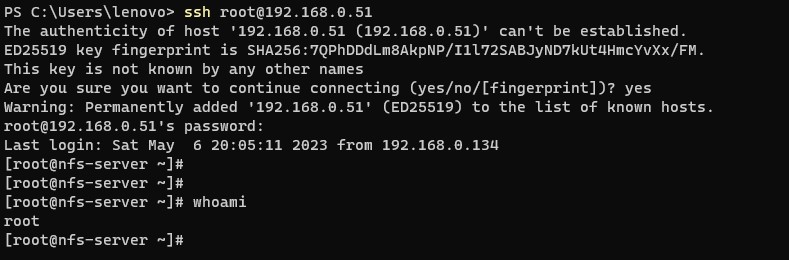 PS C:\Users\lenovo> ssh root@192.168.0.51
The authenticity of host '192.168.0.51 (192.168.0.51)' can't be established.
ED25519 key fingerprint is SHA256:7QPhDDdLm8AkpNP/I1l72SABJyND7kUt4HmcYvXx/FM.
This key is not known by any other names
Are you sure you want to continue connecting (yes/no/[fingerprint])? yes
Warning: Permanently added '192.168.0.51' (ED25519) to the list of known hosts.
root@192.168.0.51's password:
Last login: Sat May  6 20:05:11 2023 from 192.168.0.134
[root@nfs-server ~]#
[root@nfs-server ~]#
[root@nfs-server ~]# whoami
root
[root@nfs-server ~]#